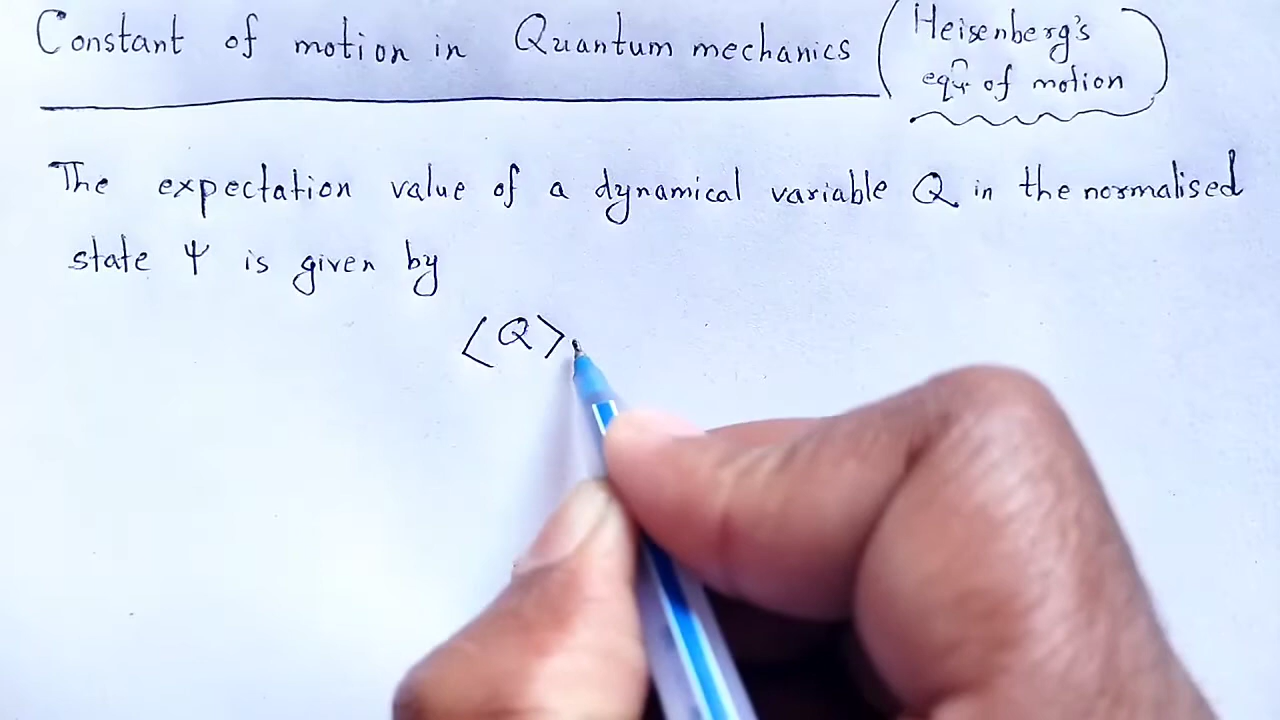 Constant of motion in Quantum mechanics (Heisenberg's eqⁿ of motion)
The expectation value of a dynamical variable Q in the normalised
state Ψ is given by
⟨Q⟩